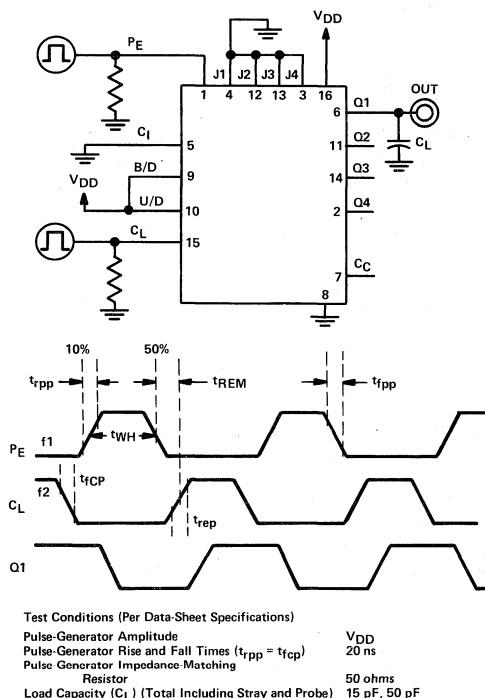 PE
J1 J2 J3 J4
VDD
1 4 12 13 3 16
OUT
Q1
6
CL
CI
5
Q2
11
B/D
9
Q3
14
VDD
U/D
10
Q4
2
CL
15
CC
7
8
10% 50%
trpp
tREM
tfpp
tWH
PE
f1
tfCP
CL
f2
trep
Q1
Test Conditions (Per Data-Sheet Specifications)
Pulse-Generator Amplitude VDD
Pulse-Generator Rise and Fall Times (trpp = tfcp) 20 ns
Pulse-Generator Impedance-Matching
Resistor 50 ohms
Load Capacity (CL) (Total Including Stray and Probe) 15 pF, 50 pF